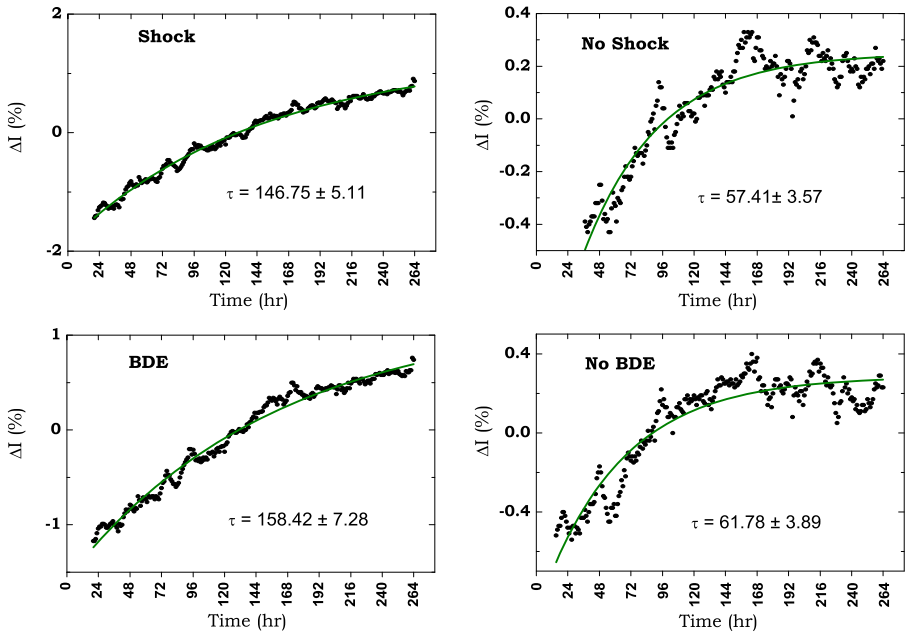 2
Shock
1
0
-1
-2
ΔI (%)
τ = 146.75 ± 5.11
0 24 48 72 96 120 144 168 192 216 240 264
Time (hr)
0.4
No Shock
0.2
0.0
-0.2
-0.4
ΔI (%)
τ = 57.41± 3.57
0 24 48 72 96 120 144 168 192 216 240 264
Time (hr)
1
BDE
0
-1
ΔI (%)
τ = 158.42 ± 7.28
0 24 48 72 96 120 144 168 192 216 240 264
Time (hr)
0.4
No BDE
0.0
-0.4
ΔI (%)
τ = 61.78 ± 3.89
0 24 48 72 96 120 144 168 192 216 240 264
Time (hr)